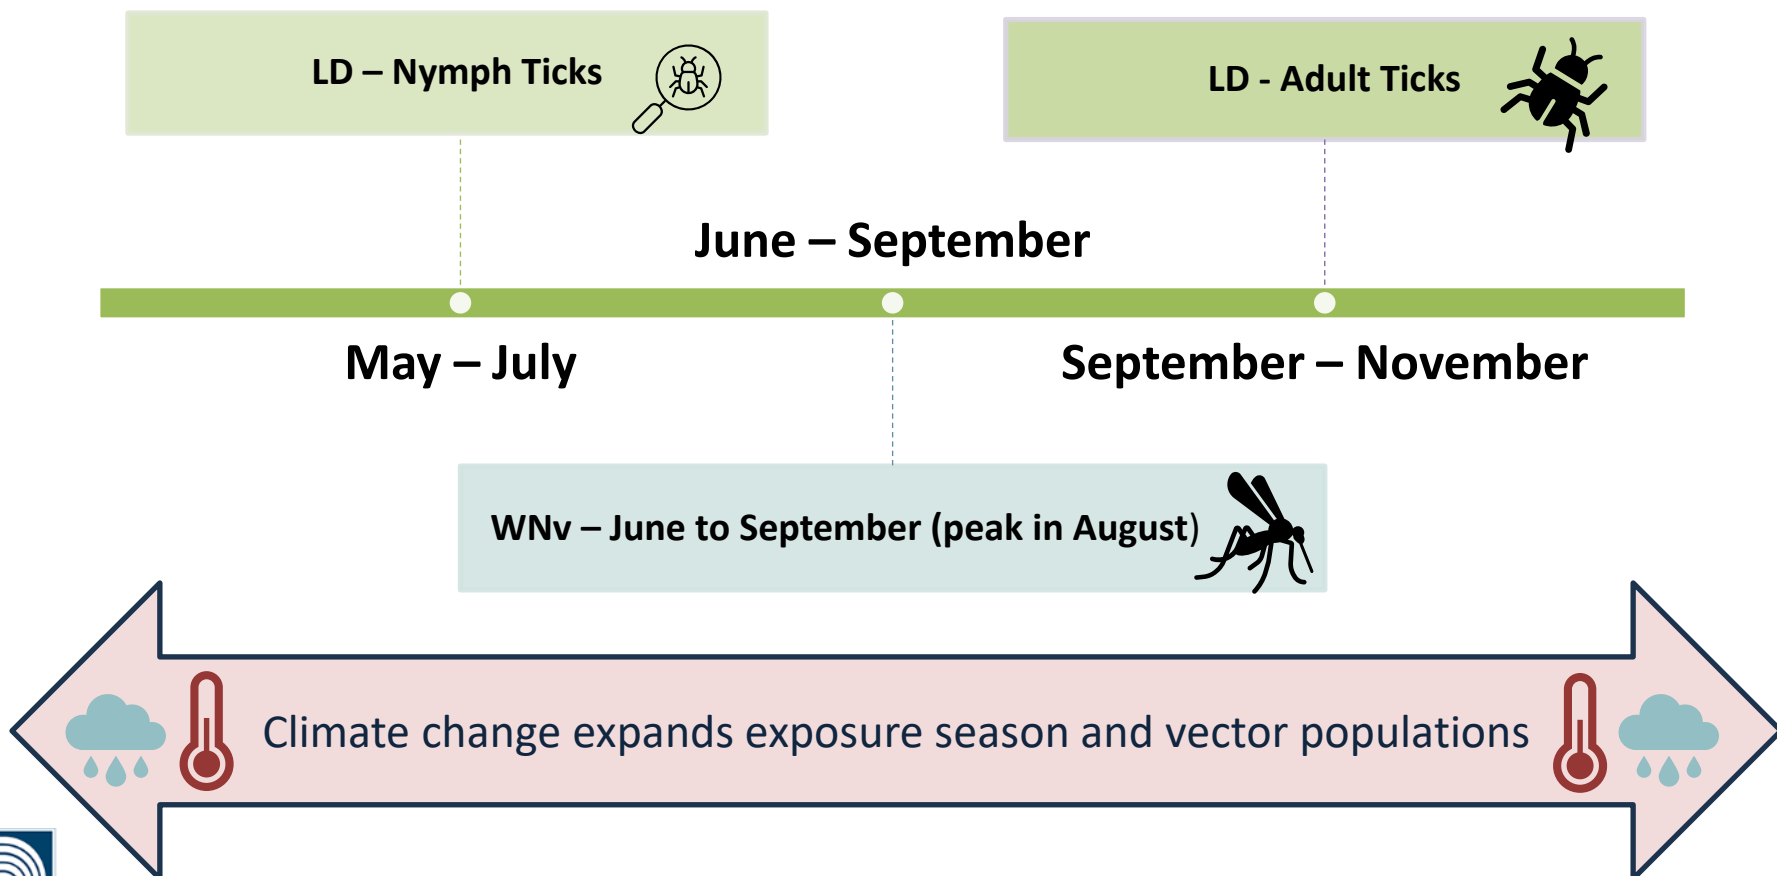 LD – Nymph Ticks
LD - Adult Ticks
June – September
May – July
September – November
WNv – June to September (peak in August)
Climate change expands exposure season and vector populations